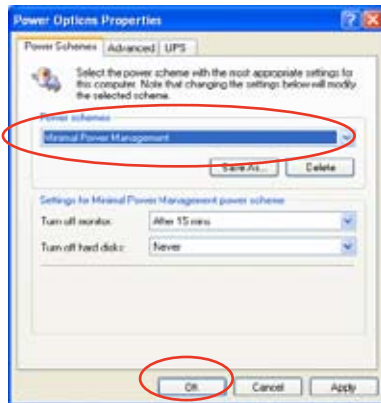 Power Options Properties
Power Schemes Advanced UPS
Select the power scheme with the most appropriate settings for
this computer. Note that changing the settings below will modify
the selected scheme.
Power schemes
Minimal Power Management
Save As... Delete
Settings for Minimal Power Management power scheme
Turn off monitor: After 15 mins
Turn off hard disks: Never
OK Cancel Apply